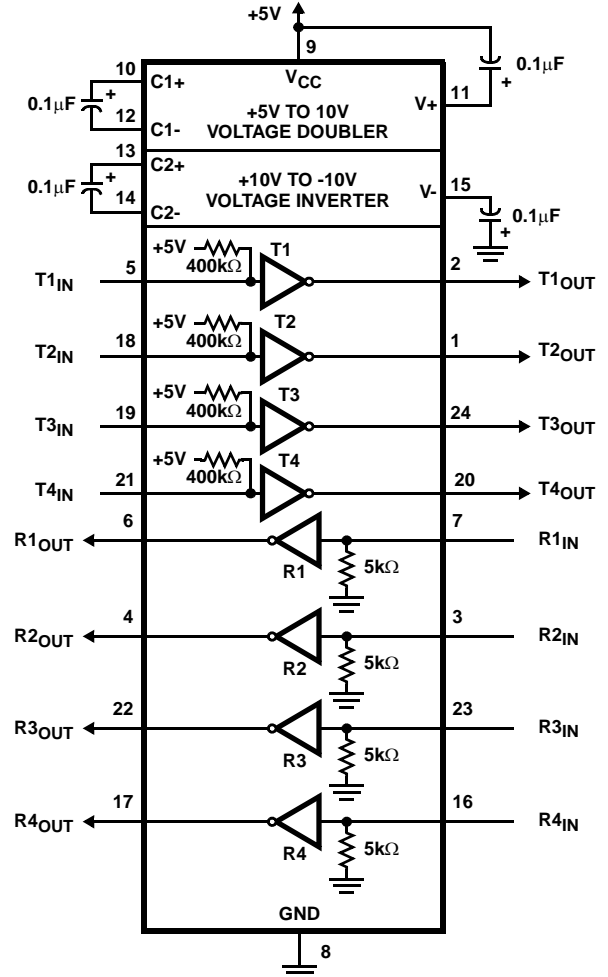 +5V
9
VCC
10
C1+
0.1µF
+
12
C1-
+5V TO 10V
VOLTAGE DOUBLER
V+
11
+
0.1µF
13
C2+
0.1µF
+
14
C2-
+10V TO -10V
VOLTAGE INVERTER
V-
15
+
0.1µF
T1IN
5
+5V
400kΩ
T1
2
T1OUT
T2IN
18
+5V
400kΩ
T2
1
T2OUT
T3IN
19
+5V
400kΩ
T3
24
T3OUT
T4IN
21
+5V
400kΩ
T4
20
T4OUT
R1OUT
6
R1
5kΩ
7
R1IN
R2OUT
4
R2
5kΩ
3
R2IN
R3OUT
22
R3
5kΩ
23
R3IN
R4OUT
17
R4
5kΩ
16
R4IN
GND
8